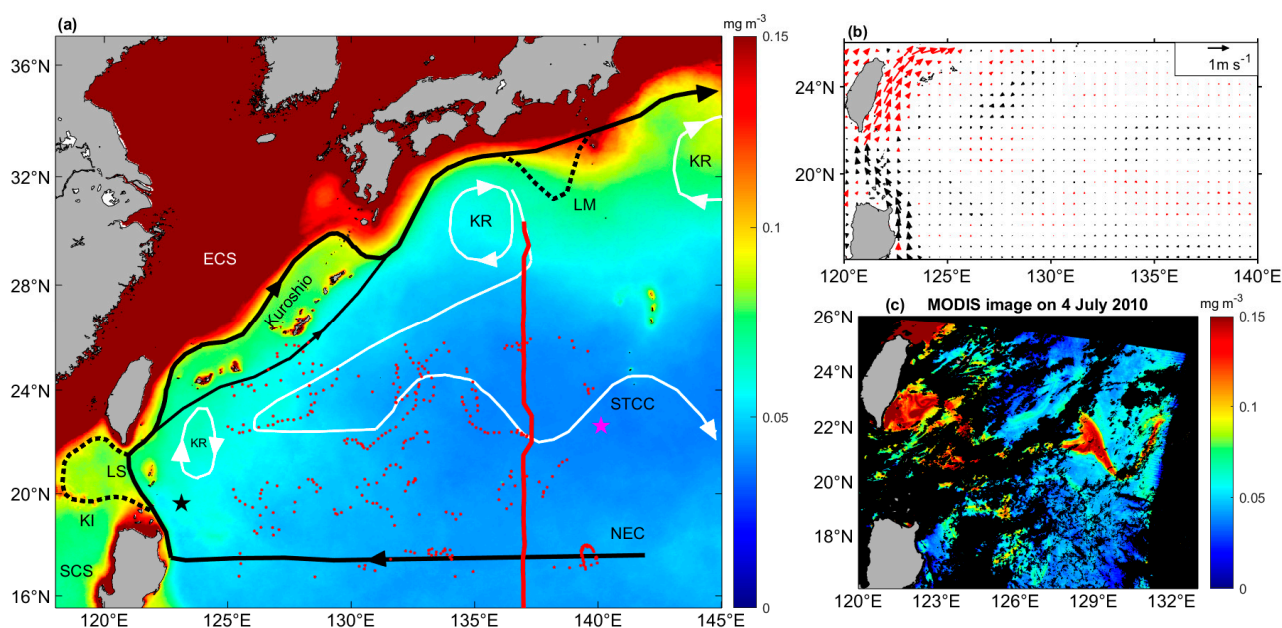 (a)
mg m⁻³
36°N
32°N
28°N
24°N
20°N
16°N
120°E
125°E
130°E
135°E
140°E
145°E
ECS
Kuroshio
KR
KR
LM
KR
STCC
LS
KI
SCS
NEC
0.15
0.1
0.05
0
(b)
1m s⁻¹
24°N
20°N
120°E
125°E
130°E
135°E
140°E
(c)
MODIS image on 4 July 2010
mg m⁻³
26°N
24°N
22°N
20°N
18°N
120°E
123°E
126°E
129°E
132°E
0.15
0.1
0.05
0